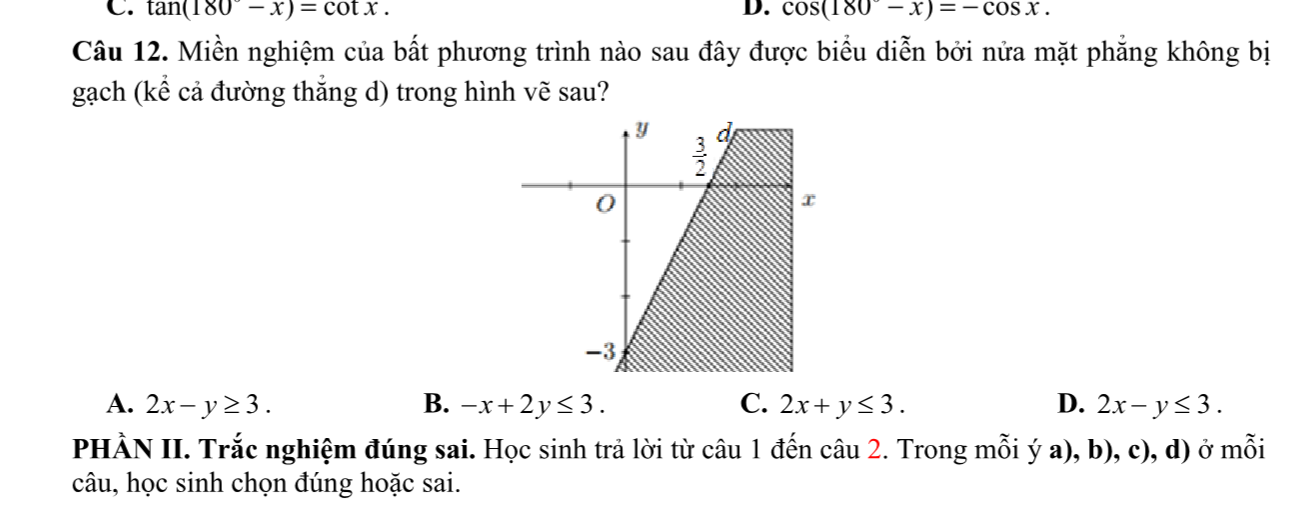 C. tan(180° − x) = cot x . D. cos(180° − x) = − cos x .
Câu 12. Miền nghiệm của bất phương trình nào sau đây được biểu diễn bởi nửa mặt phẳng không bị
gạch (kể cả đường thẳng d) trong hình vẽ sau?
y
d
3/2
O
x
−3
A. 2x − y ≥ 3 . B. −x + 2y ≤ 3 . C. 2x + y ≤ 3 . D. 2x − y ≤ 3 .
PHẦN II. Trắc nghiệm đúng sai. Học sinh trả lời từ câu 1 đến câu 2. Trong mỗi ý a), b), c), d) ở mỗi
câu, học sinh chọn đúng hoặc sai.